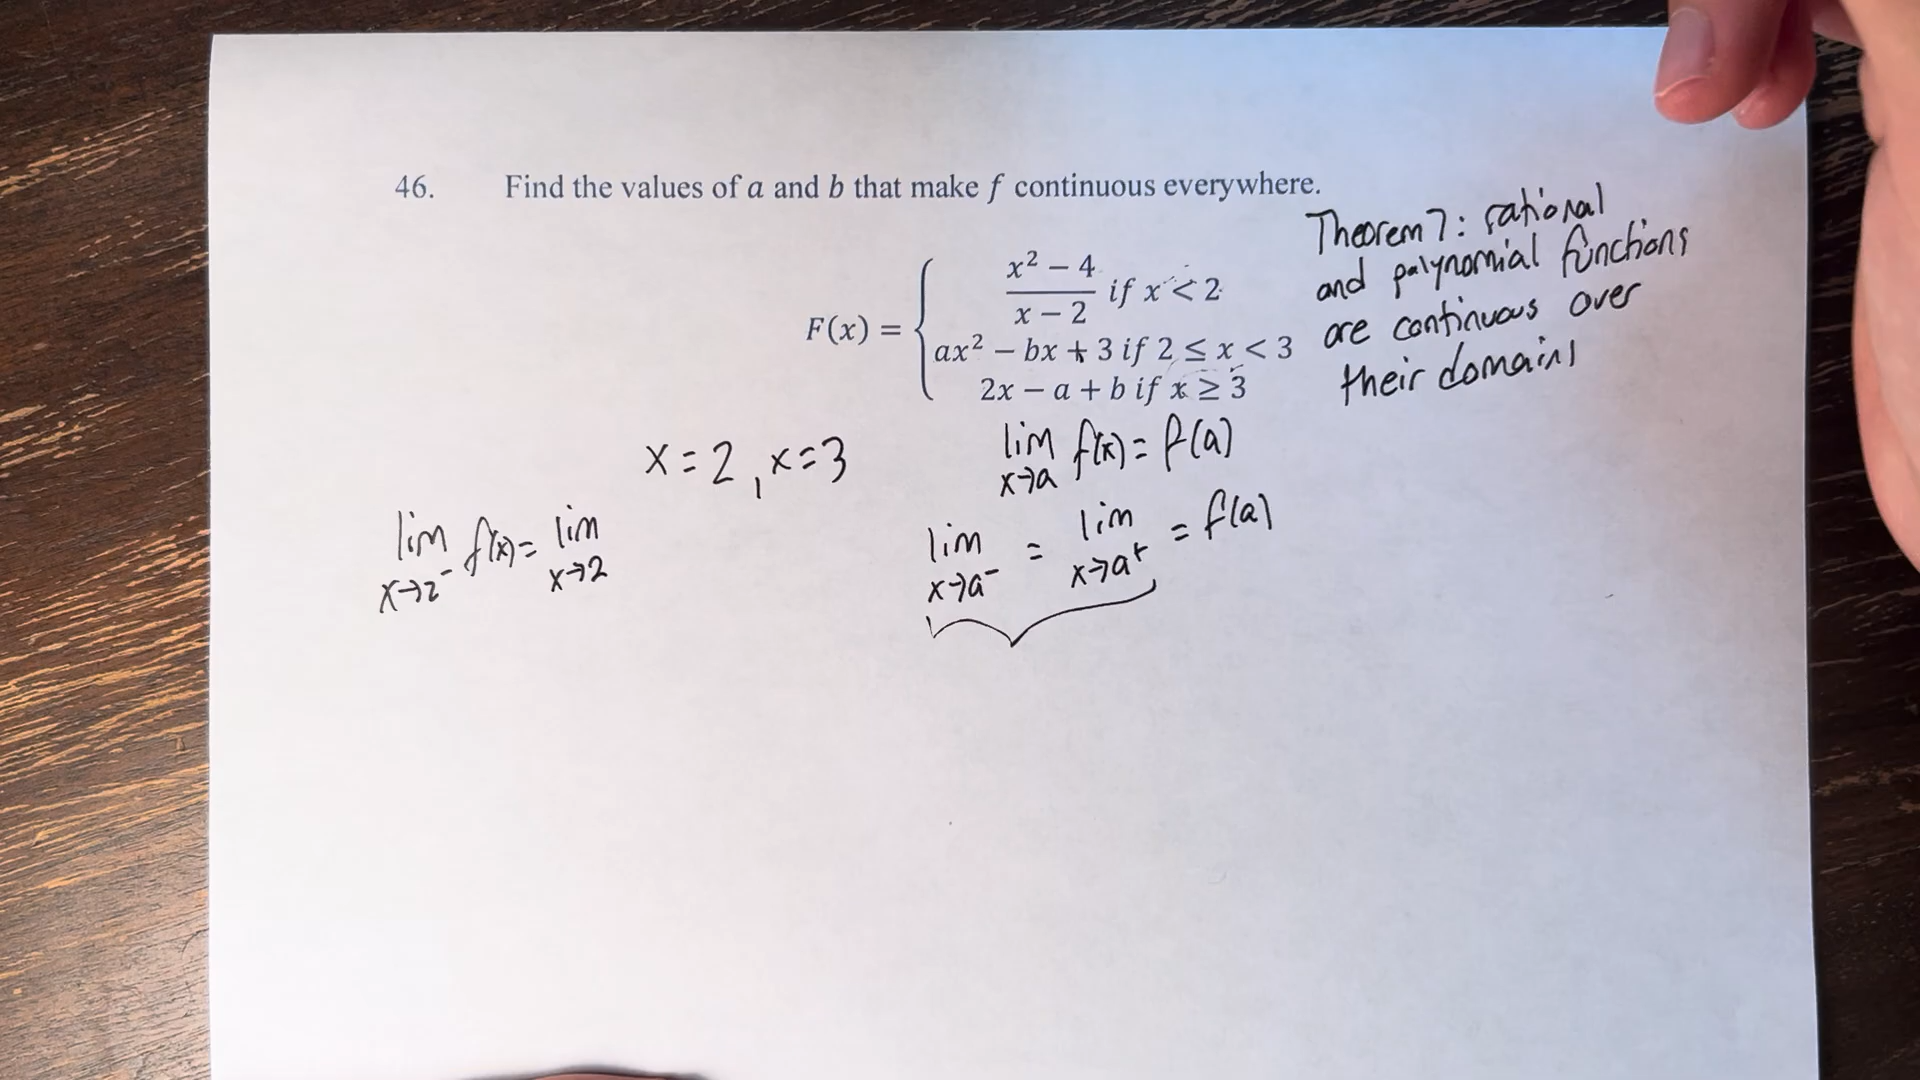 46. Find the values of a and b that make f continuous everywhere.
Theorem 7: rational
and polynomial functions
are continuous over
their domains
F(x) = { x² − 4 / x − 2 if x < 2
ax² − bx + 3 if 2 ≤ x < 3
2x − a + b if x ≥ 3
x = 2, x = 3
lim x→a f(x) = f(a)
lim x→2⁻ f(x) = lim x→2
lim x→a⁻ = lim x→a⁺ = f(a)